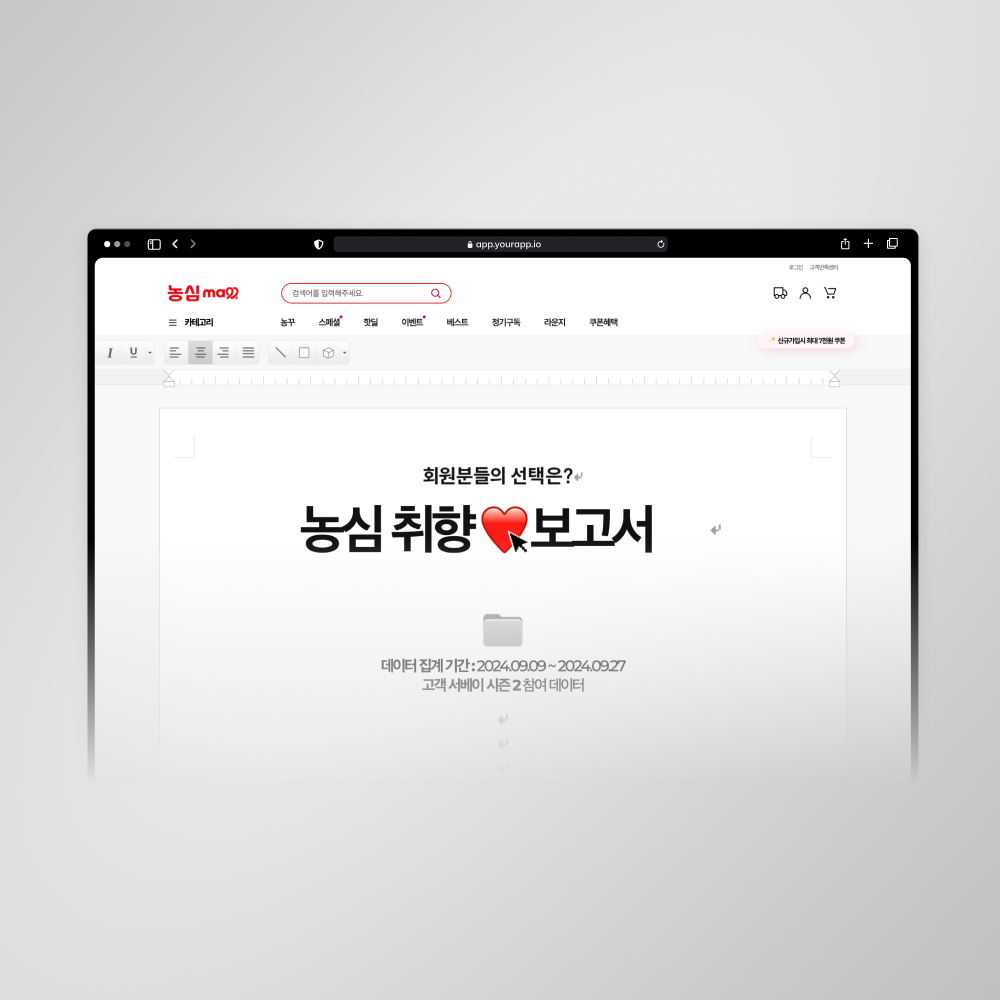 app.yourapp.io
로그인 고객만족센터
농심 mall
검색어를 입력해주세요.
카테고리 농꾸 스페셜 핫딜 이벤트 베스트 정기구독 라운지 쿠폰혜택
✨ 신규가입시 최대 7천원 쿠폰
I U
회원분들의 선택은?↵
농심 취향 ❤️ 보고서 ↵
데이터 집계 기간 : 2024.09.09 ~ 2024.09.27
고객 서베이 시즌 2 참여 데이터
↵
↵
↵